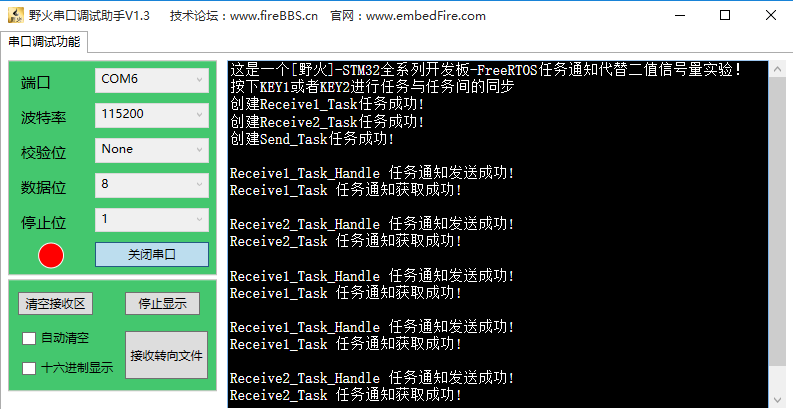 野火串口调试助手V1.3 技术论坛：www.fireBBS.cn 官网：www.embedFire.com
串口调试功能
端口 COM6
波特率 115200
校验位 None
数据位 8
停止位 1
关闭串口
清空接收区 停止显示
自动清空
十六进制显示
接收转向文件
这是一个[野火]-STM32全系列开发板-FreeRTOS任务通知代替二值信号量实验！
按下KEY1或者KEY2进行任务与任务间的同步
创建Receive1_Task任务成功!
创建Receive2_Task任务成功!
创建Send_Task任务成功!
Receive1_Task_Handle 任务通知发送成功!
Receive1_Task 任务通知获取成功!
Receive2_Task_Handle 任务通知发送成功!
Receive2_Task 任务通知获取成功!
Receive1_Task_Handle 任务通知发送成功!
Receive1_Task 任务通知获取成功!
Receive1_Task_Handle 任务通知发送成功!
Receive1_Task 任务通知获取成功!
Receive2_Task_Handle 任务通知发送成功!
Receive2_Task 任务通知获取成功!